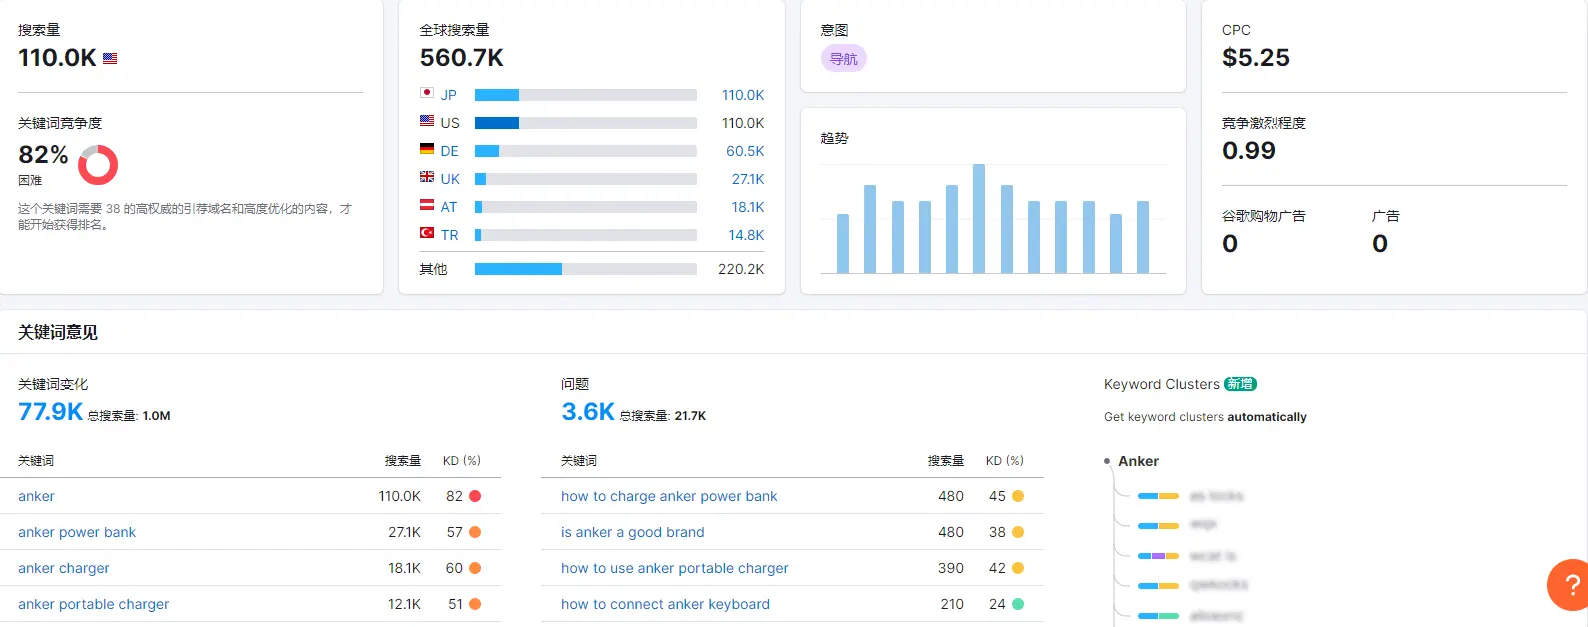 搜索量
110.0K
关键词竞争度
82%
困难
这个关键词需要 38 的高权威的引荐域名和高度优化的内容，才
能开始获得排名。
全球搜索量
560.7K
JP 110.0K
US 110.0K
DE 60.5K
UK 27.1K
AT 18.1K
TR 14.8K
其他 220.2K
意图
导航
趋势
CPC
$5.25
竞争激烈程度
0.99
谷歌购物广告 广告
0 0
关键词意见
关键词变化
77.9K 总搜索量: 1.0M
关键词 搜索量 KD (%)
anker 110.0K 82
anker power bank 27.1K 57
anker charger 18.1K 60
anker portable charger 12.1K 51
问题
3.6K 总搜索量: 21.7K
关键词 搜索量 KD (%)
how to charge anker power bank 480 45
is anker a good brand 480 38
how to use anker portable charger 390 42
how to connect anker keyboard 210 24
Keyword Clusters 新增
Get keyword clusters automatically
Anker
?